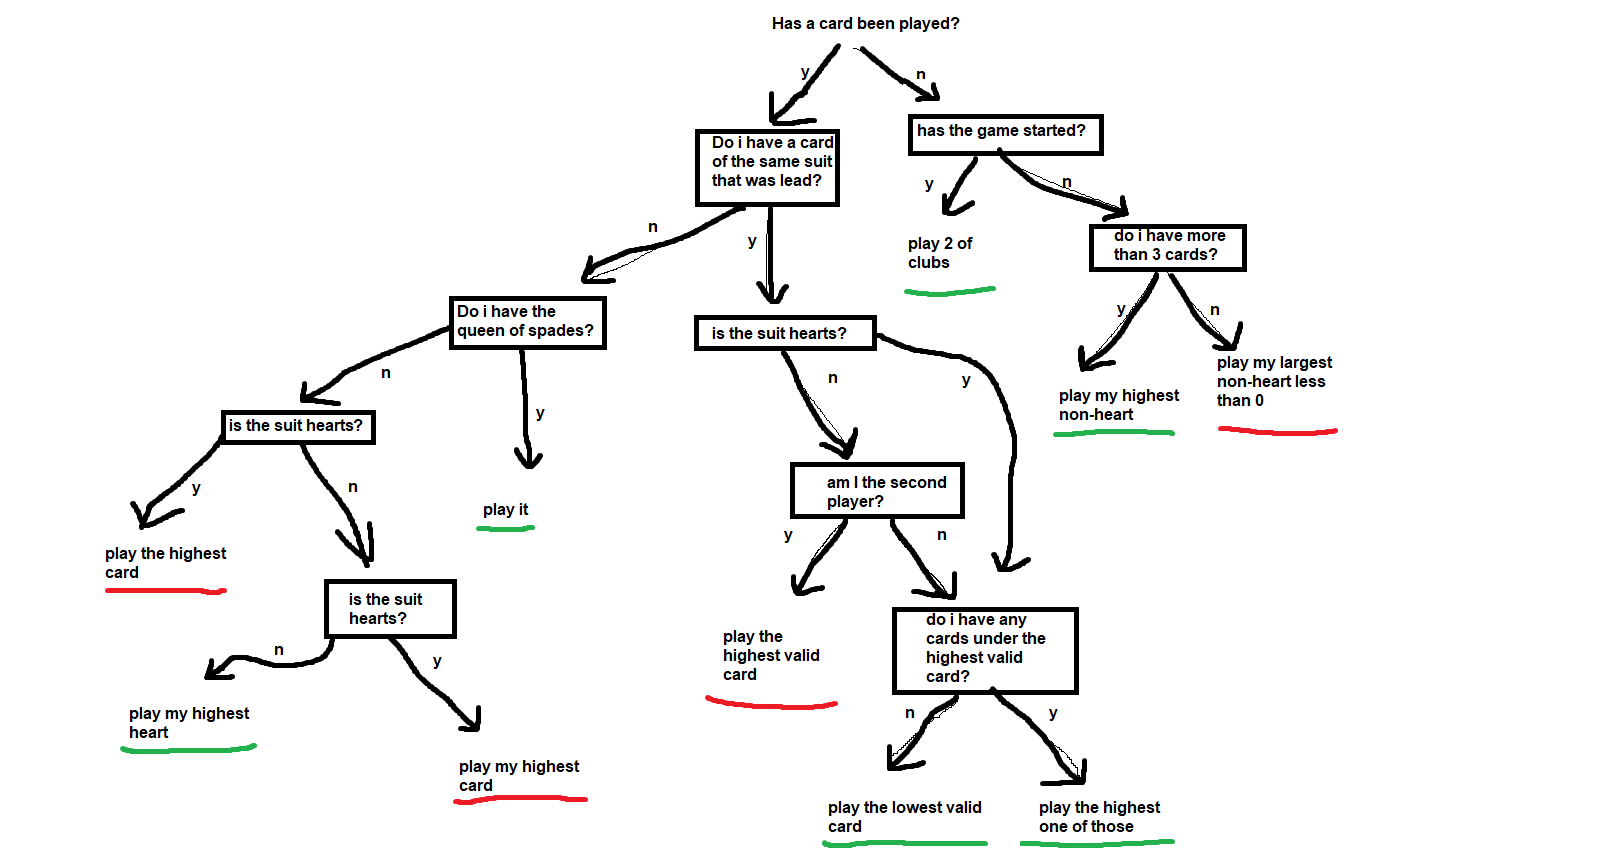 Has a card been played?
y
n
has the game started?
Do i have a card
of the same suit
that was lead?
y
n
n
y
play 2 of
clubs
do i have more
than 3 cards?
Do i have the
queen of spades?
is the suit hearts?
y
n
play my highest
non-heart
play my largest
non-heart less
than 0
n
y
n
y
is the suit hearts?
y
n
play the highest
card
play it
am I the second
player?
y
n
is the suit
hearts?
n
y
play my highest
heart
play my highest
card
play the
highest valid
card
do i have any
cards under the
highest valid
card?
n
y
play the lowest valid
card
play the highest
one of those